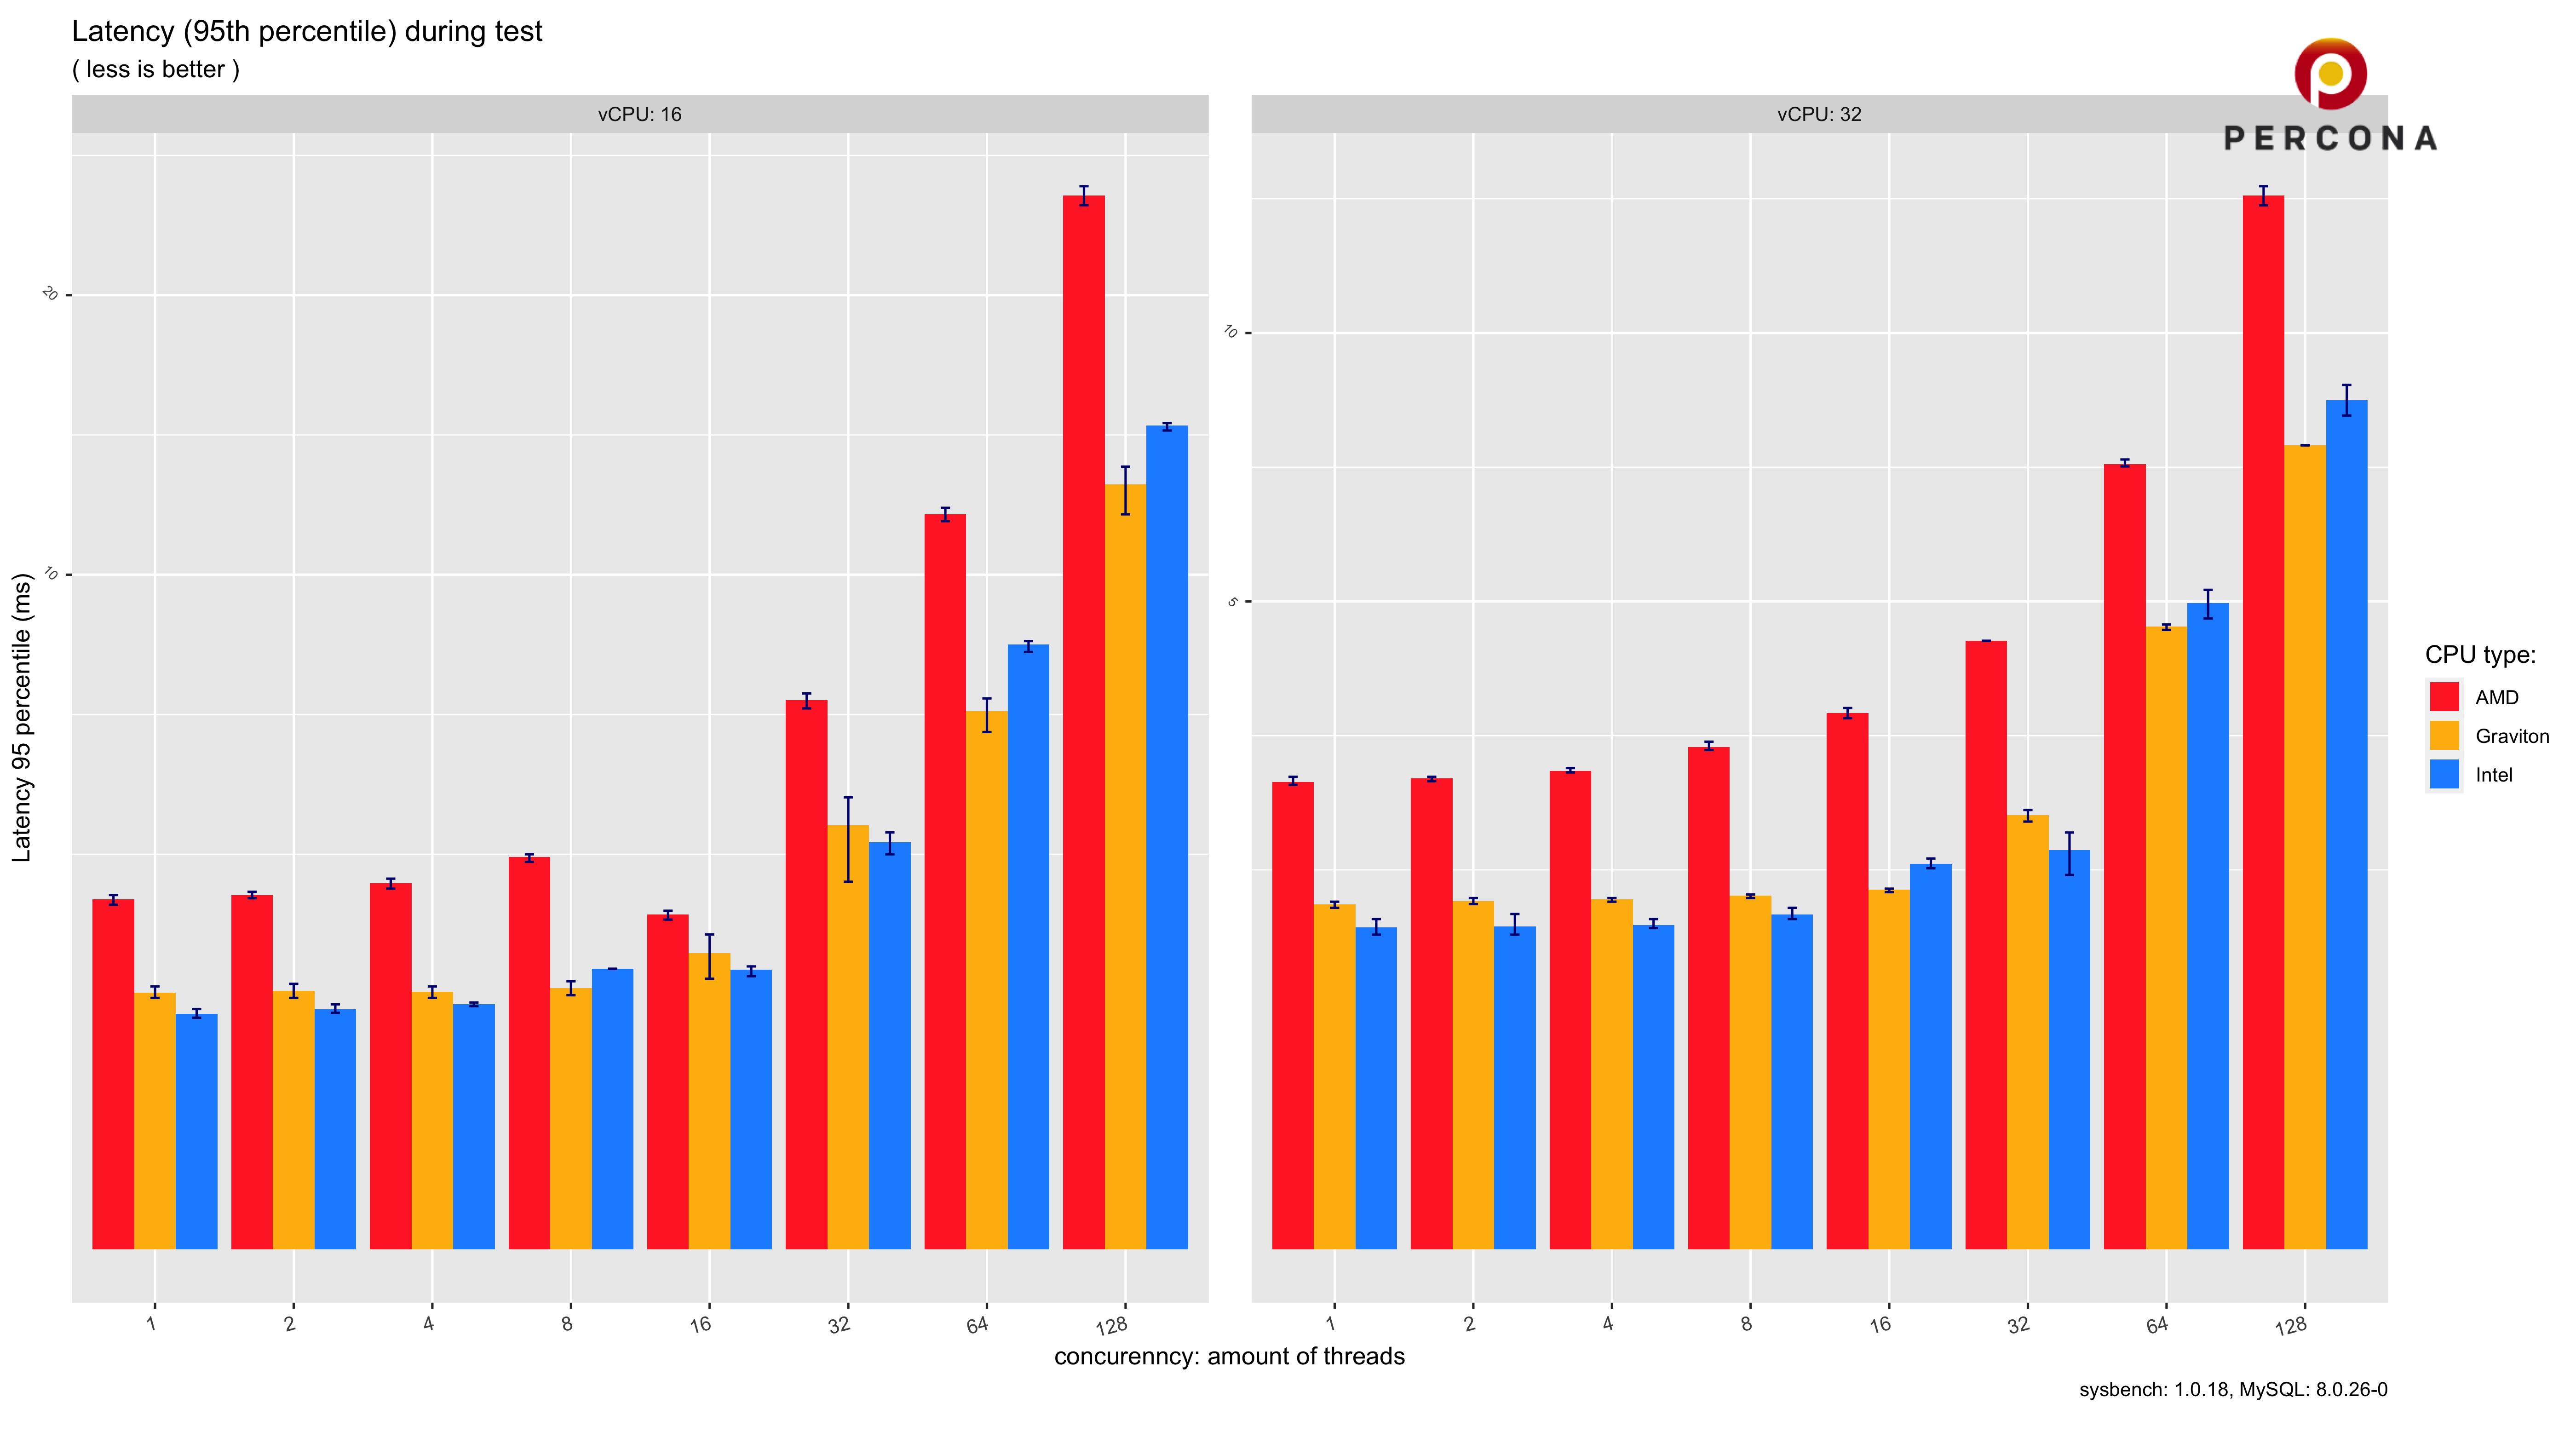 Latency (95th percentile) during test
( less is better )
PERCONA
vCPU: 16
vCPU: 32
Latency 95 percentile (ms)
20
10
10
5
1 2 4 8 16 32 64 128
1 2 4 8 16 32 64 128
concurenncy: amount of threads
CPU type:
AMD
Graviton
Intel
sysbench: 1.0.18, MySQL: 8.0.26-0